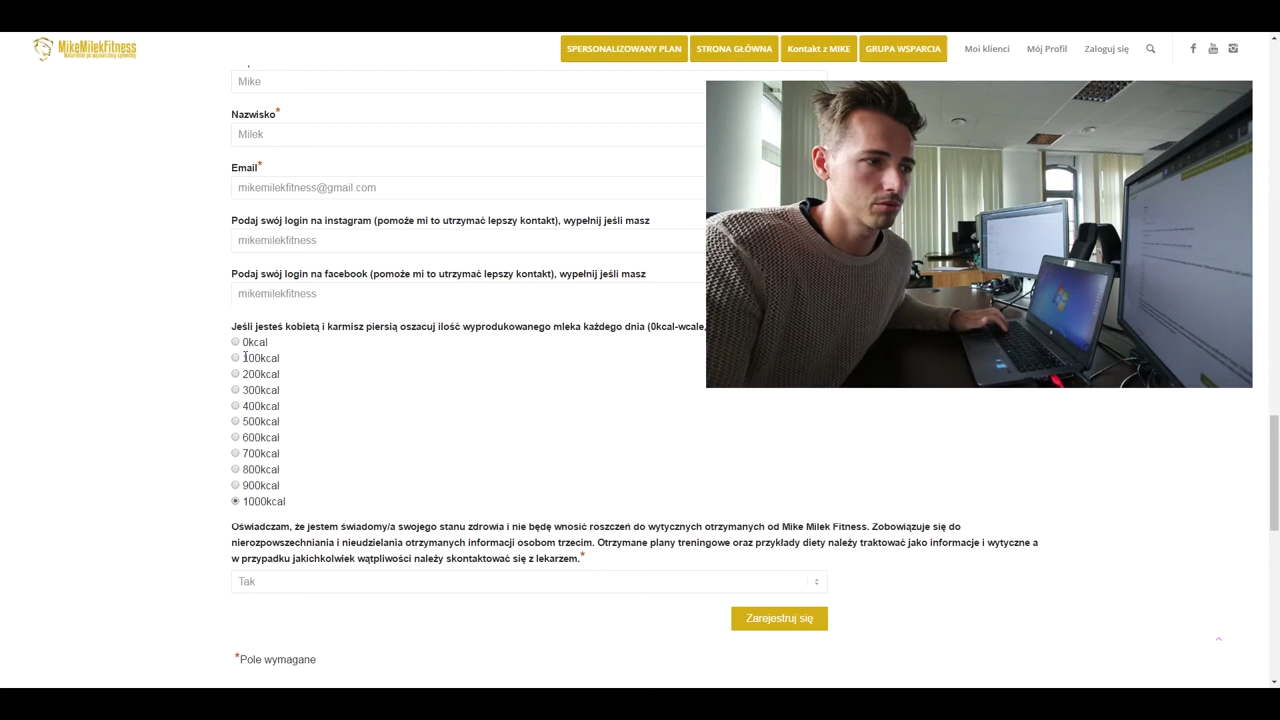 MikeMilekFitness
SPERSONALIZOWANY PLAN
STRONA GŁÓWNA
Kontakt z MIKE
GRUPA WSPARCIA
Moi klienci
Mój Profil
Zaloguj się
Mike
Nazwisko*
Milek
Email*
mikemilekfitness@gmail.com
Podaj swój login na instagram (pomoże mi to utrzymać lepszy kontakt), wypełnij jeśli masz
mikemilekfitness
Podaj swój login na facebook (pomoże mi to utrzymać lepszy kontakt), wypełnij jeśli masz
mikemilekfitness
Jeśli jesteś kobietą i karmisz piersią oszacuj ilość wyprodukowanego mleka każdego dnia (0kcal-wcale,
0kcal
100kcal
200kcal
300kcal
400kcal
500kcal
600kcal
700kcal
800kcal
900kcal
1000kcal
Oświadczam, że jestem świadomy/a swojego stanu zdrowia i nie będę wnosić roszczeń do wytycznych otrzymanych od Mike Milek Fitness. Zobowiązuje się do
nierozpowszechniania i nieudzielania otrzymanych informacji osobom trzecim. Otrzymane plany treningowe oraz przykłady diety należy traktować jako informacje i wytyczne a
w przypadku jakichkolwiek wątpliwości należy skontaktować się z lekarzem.*
Tak
Zarejestruj się
*Pole wymagane